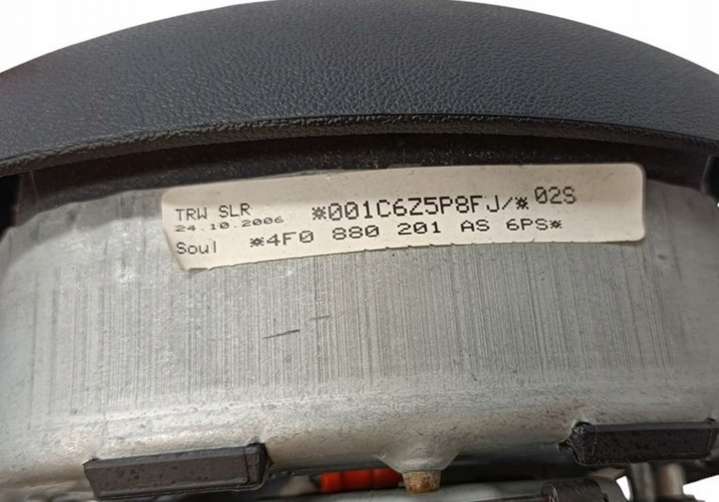 TRW SLR *001C6Z5P8FJ/* 02S
24.10.2006
Soul *4F0 880 201 AS 6PS*